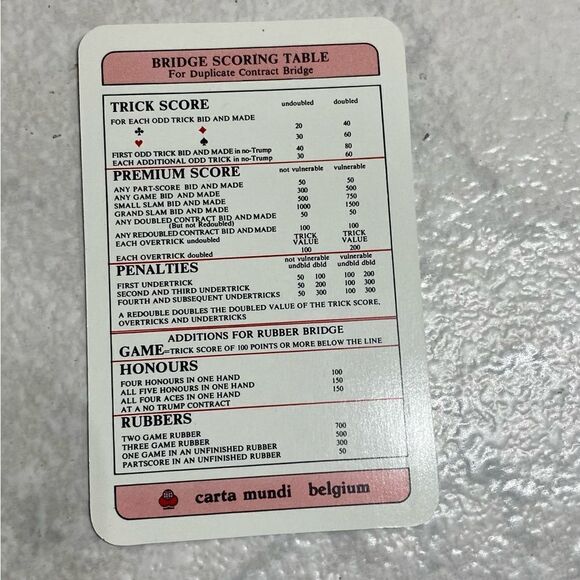 BRIDGE SCORING TABLE
For Duplicate Contract Bridge
TRICK SCORE undoubled doubled
FOR EACH ODD TRICK BID AND MADE
♣ ♦ 20 40
♥ ♠ 30 60
FIRST ODD TRICK BID AND MADE in no-Trump 40 80
EACH ADDITIONAL ODD TRICK in no-Trump 30 60
PREMIUM SCORE not vulnerable vulnerable
ANY PART-SCORE BID AND MADE 50 50
ANY GAME BID AND MADE 300 500
SMALL SLAM BID AND MADE 500 750
GRAND SLAM BID AND MADE 1000 1500
ANY DOUBLED CONTRACT BID AND MADE 50 50
(But not Redoubled)
ANY REDOUBLED CONTRACT BID AND MADE 100 100
EACH OVERTRICK undoubled TRICK VALUE TRICK VALUE
EACH OVERTRICK doubled 100 200
PENALTIES not vulnerable vulnerable
undbld dbld undbld dbld
FIRST UNDERTRICK 50 100 100 200
SECOND AND THIRD UNDERTRICK 50 200 100 300
FOURTH AND SUBSEQUENT UNDERTRICKS 50 300 100 300
A REDOUBLE DOUBLES THE DOUBLED VALUE OF THE TRICK SCORE,
OVERTRICKS AND UNDERTRICKS
ADDITIONS FOR RUBBER BRIDGE
GAME=TRICK SCORE OF 100 POINTS OR MORE BELOW THE LINE
HONOURS
FOUR HONOURS IN ONE HAND 100
ALL FIVE HONOURS IN ONE HAND 150
ALL FOUR ACES IN ONE HAND 150
AT A NO TRUMP CONTRACT
RUBBERS
TWO GAME RUBBER 700
THREE GAME RUBBER 500
ONE GAME IN AN UNFINISHED RUBBER 300
PARTSCORE IN AN UNFINISHED RUBBER 50
carta mundi belgium